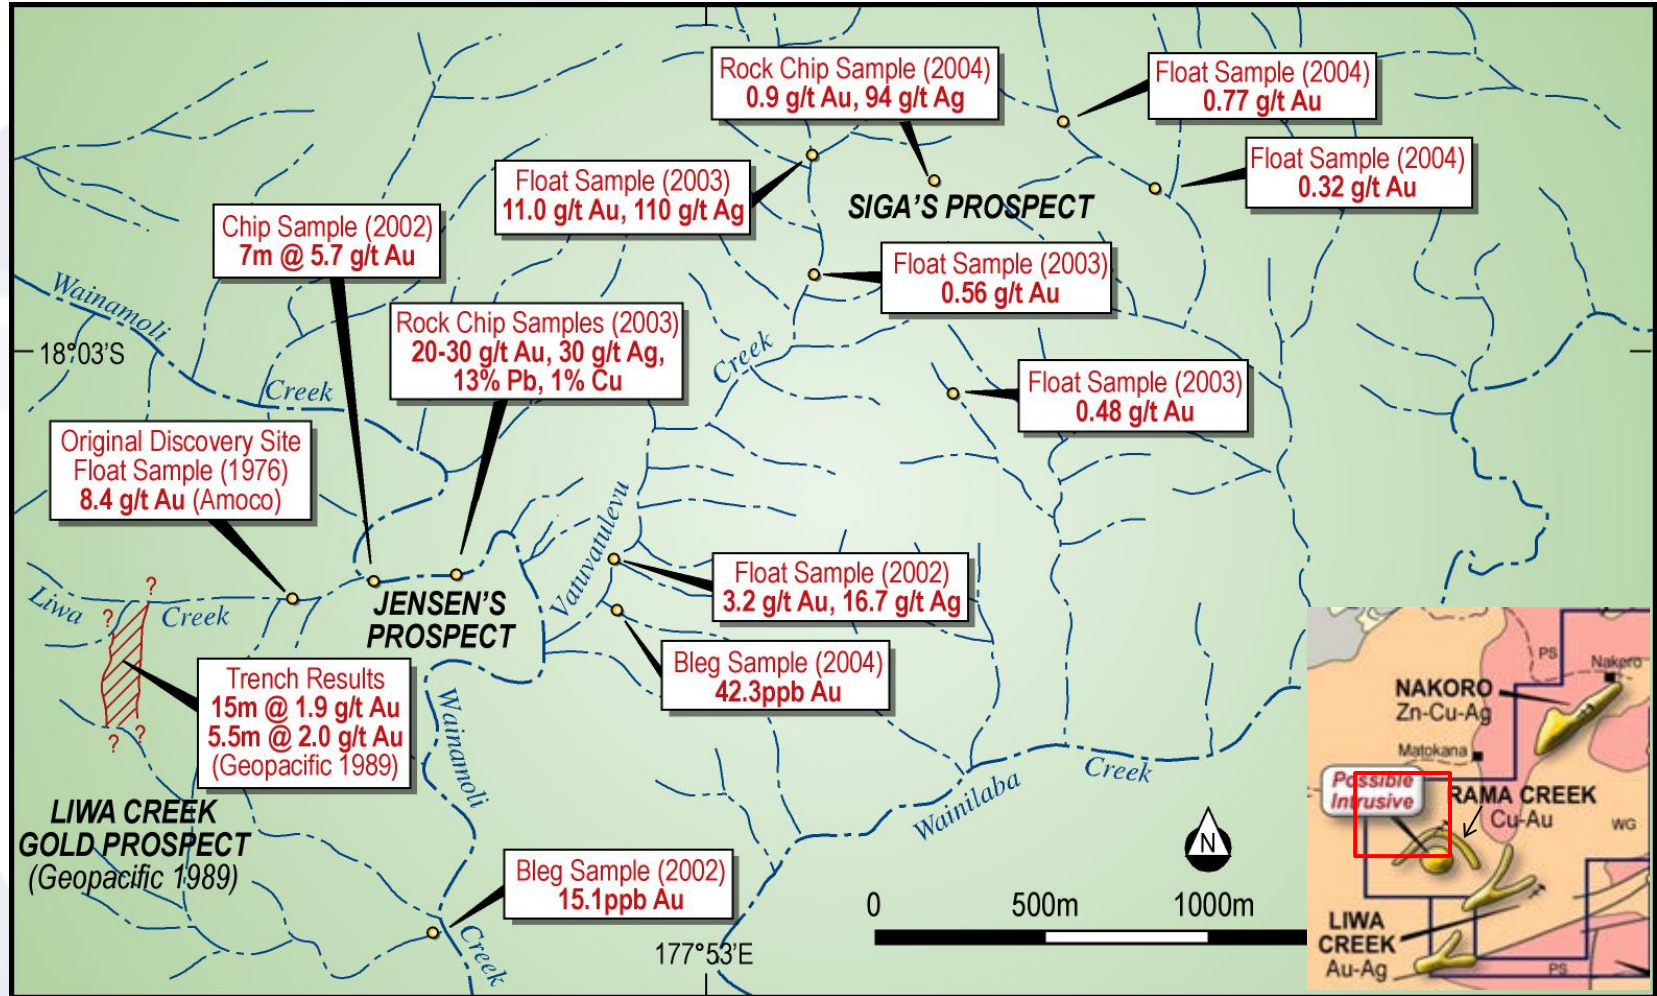 Rock Chip Sample (2004)
0.9 g/t Au, 94 g/t Ag
Float Sample (2004)
0.77 g/t Au
Float Sample (2004)
0.32 g/t Au
Float Sample (2003)
11.0 g/t Au, 110 g/t Ag
SIGA'S PROSPECT
Chip Sample (2002)
7m @ 5.7 g/t Au
Float Sample (2003)
0.56 g/t Au
Wainamoli
Creek
Rock Chip Samples (2003)
20-30 g/t Au, 30 g/t Ag,
13% Pb, 1% Cu
18°03'S
Creek
Float Sample (2003)
0.48 g/t Au
Original Discovery Site
Float Sample (1976)
8.4 g/t Au (Amoco)
Vatuvatulevu
Float Sample (2002)
3.2 g/t Au, 16.7 g/t Ag
?
?
Liwa
Creek
JENSEN'S
PROSPECT
Bleg Sample (2004)
42.3ppb Au
Trench Results
15m @ 1.9 g/t Au
5.5m @ 2.0 g/t Au
(Geopacific 1989)
?
?
Wainamoli
Creek
Wainilaba
Creek
LIWA CREEK
GOLD PROSPECT
(Geopacific 1989)
Bleg Sample (2002)
15.1ppb Au
177°53'E
N
0
500m
1000m
PS
Nakoro
NAKORO
Zn-Cu-Ag
Matokana
Possible
Intrusive
RAMA CREEK
Cu-Au
WG
LIWA
CREEK
Au-Ag
PS